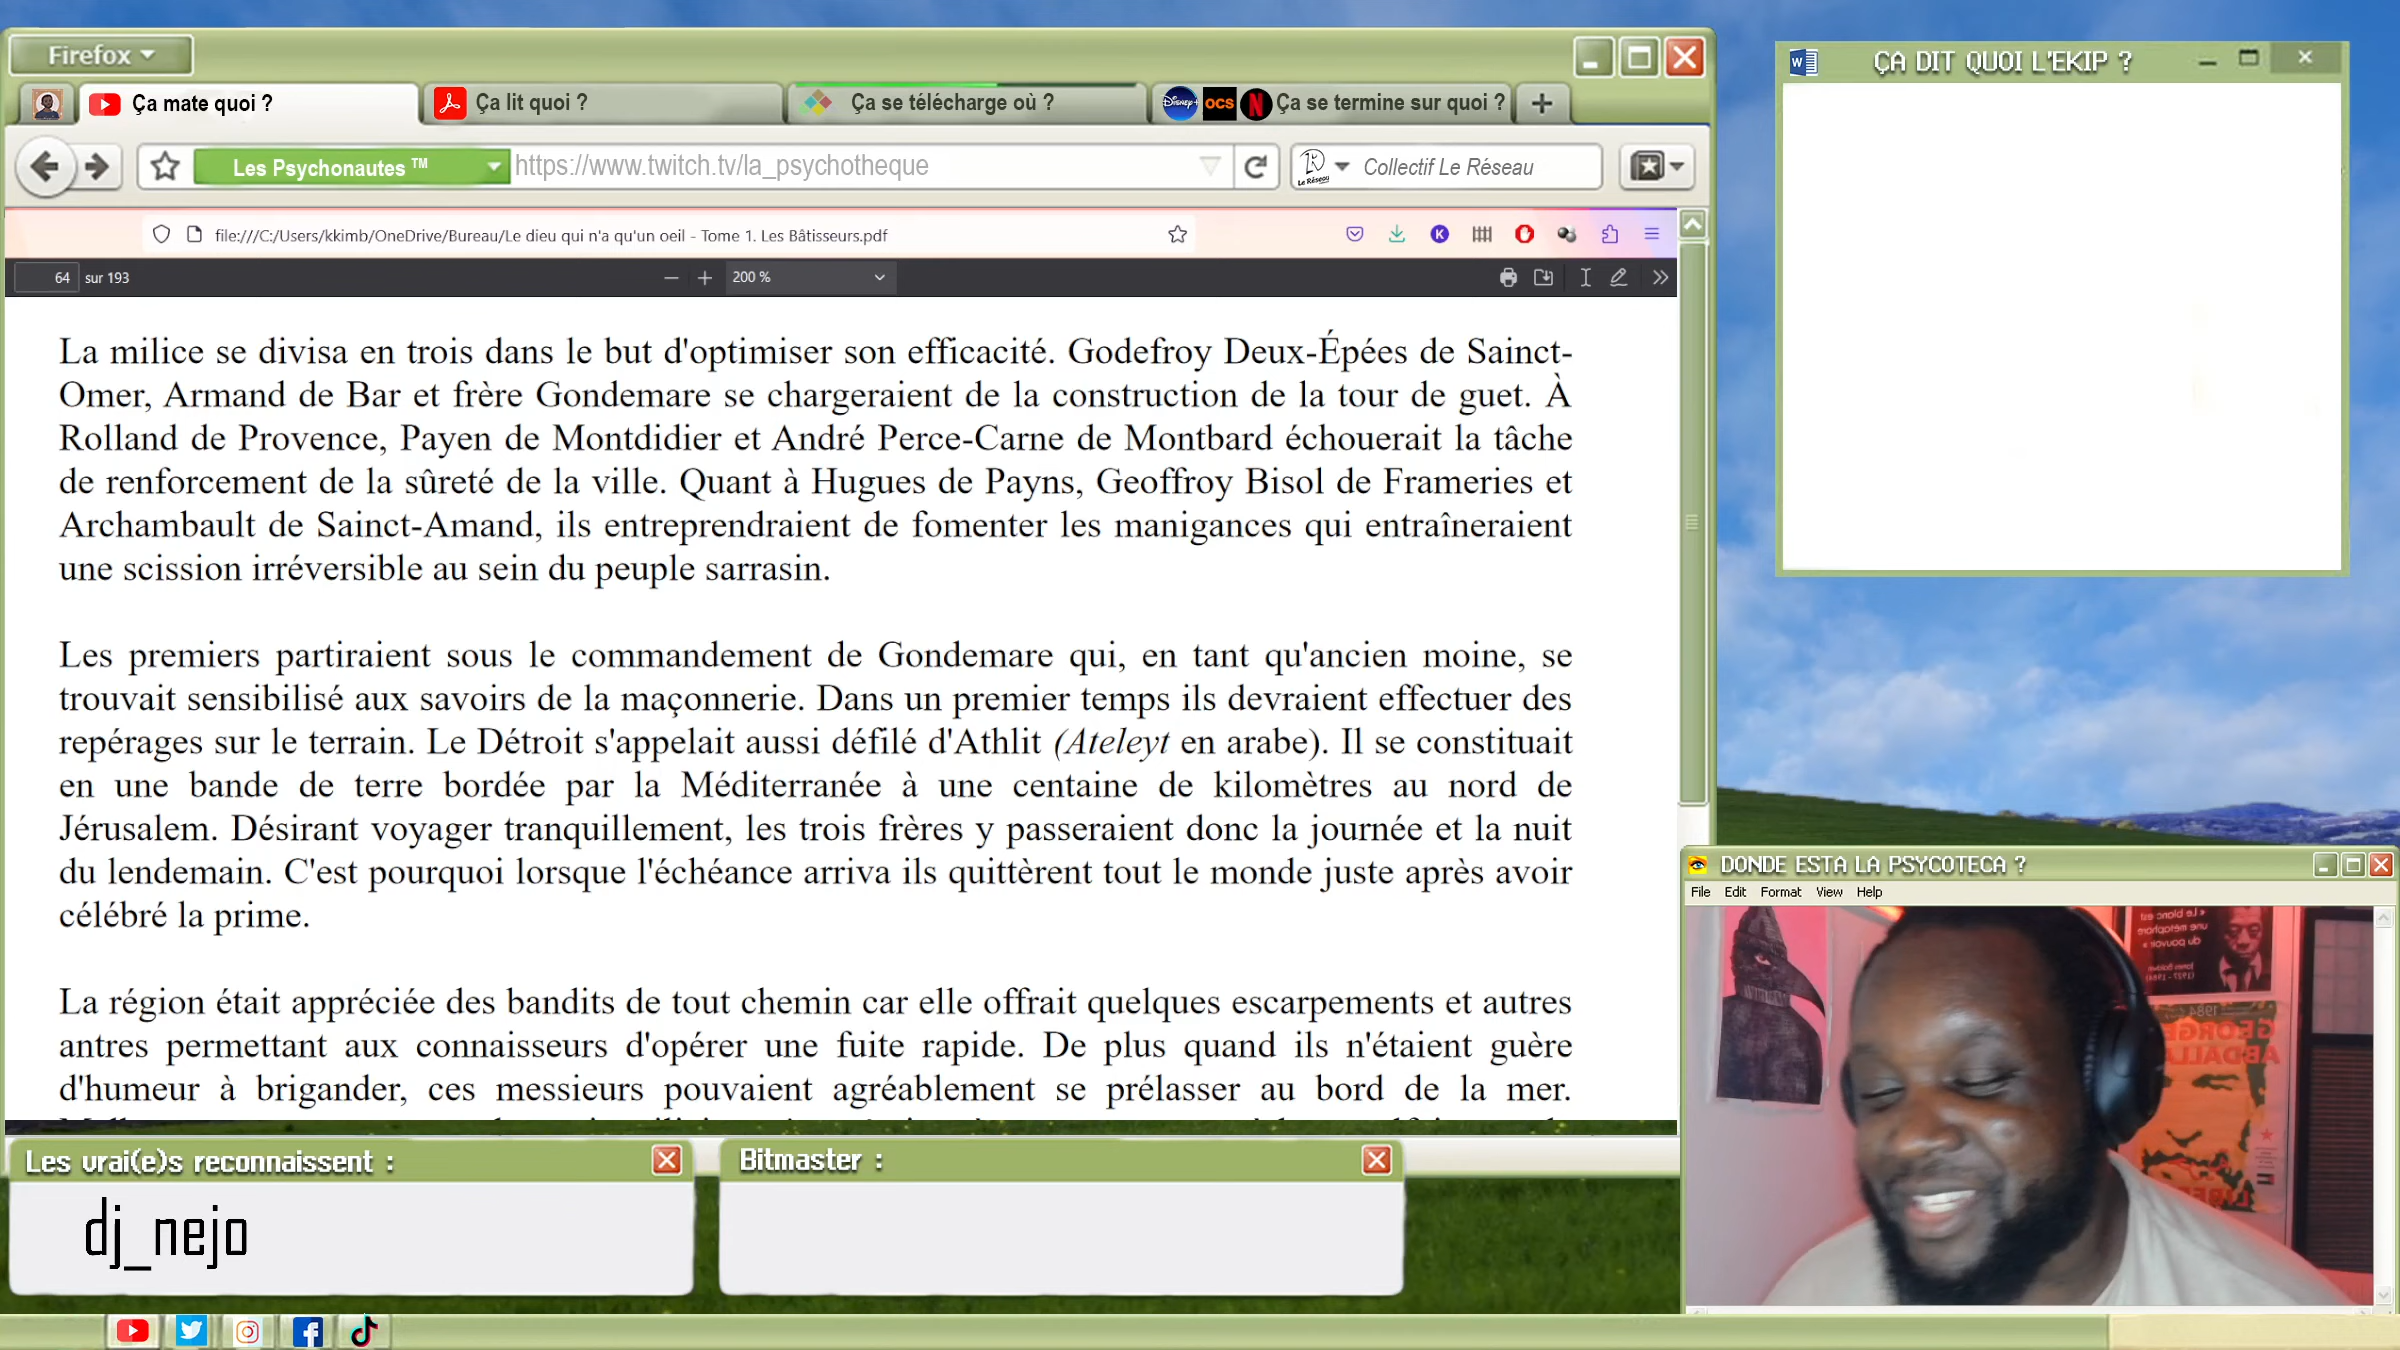 Firefox
ÇA DIT QUOI L'EKIP ?
Ça mate quoi ?
Ça lit quoi ?
Ça se télécharge où ?
Disney+ OCS N Ça se termine sur quoi ?
Les Psychonautes™ https://www.twitch.tv/la_psychotheque
Le Réseau
Collectif Le Réseau
file:///C:/Users/kkimb/OneDrive/Bureau/Le dieu qui n'a qu'un oeil - Tome 1. Les Bâtisseurs.pdf
64 sur 193
200 %
La milice se divisa en trois dans le but d'optimiser son efficacité. Godefroy Deux-Épées de Sainct-
Omer, Armand de Bar et frère Gondemare se chargeraient de la construction de la tour de guet. À
Rolland de Provence, Payen de Montdidier et André Perce-Carne de Montbard échouerait la tâche
de renforcement de la sûreté de la ville. Quant à Hugues de Payns, Geoffroy Bisol de Frameries et
Archambault de Sainct-Amand, ils entreprendraient de fomenter les manigances qui entraîneraient
une scission irréversible au sein du peuple sarrasin.
Les premiers partiraient sous le commandement de Gondemare qui, en tant qu'ancien moine, se
trouvait sensibilisé aux savoirs de la maçonnerie. Dans un premier temps ils devraient effectuer des
repérages sur le terrain. Le Détroit s'appelait aussi défilé d'Athlit (Ateleyt en arabe). Il se constituait
en une bande de terre bordée par la Méditerranée à une centaine de kilomètres au nord de
Jérusalem. Désirant voyager tranquillement, les trois frères y passeraient donc la journée et la nuit
du lendemain. C'est pourquoi lorsque l'échéance arriva ils quittèrent tout le monde juste après avoir
célébré la prime.
La région était appréciée des bandits de tout chemin car elle offrait quelques escarpements et autres
antres permettant aux connaisseurs d'opérer une fuite rapide. De plus quand ils n'étaient guère
d'humeur à brigander, ces messieurs pouvaient agréablement se prélasser au bord de la mer.
DONDE ESTA LA PSYCOTECA ?
File Edit Format View Help
« Le blanc est
une métaphore
du pouvoir »
1984
GEORGE
ABDALLA
Les vrai(e)s reconnaissent :
dj_nejo
Bitmaster :